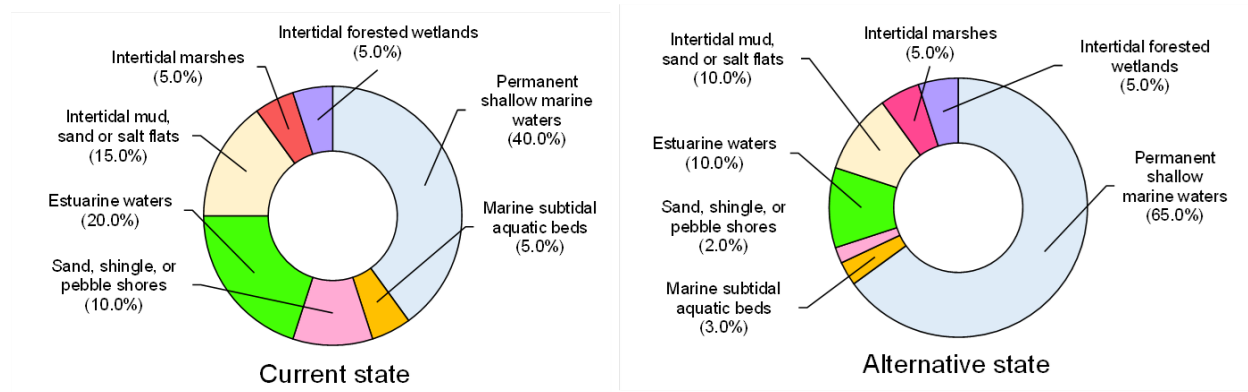 Intertidal forested wetlands
(5.0%)
Intertidal marshes
(5.0%)
Permanent
shallow marine
waters
(40.0%)
Intertidal mud,
sand or salt flats
(15.0%)
Estuarine waters
(20.0%)
Marine subtidal
aquatic beds
(5.0%)
Sand, shingle, or
pebble shores
(10.0%)
Current state
Intertidal marshes
(5.0%)
Intertidal mud,
sand or salt flats
(10.0%)
Intertidal forested
wetlands
(5.0%)
Estuarine waters
(10.0%)
Permanent
shallow
marine waters
(65.0%)
Sand, shingle, or
pebble shores
(2.0%)
Marine subtidal
aquatic beds
(3.0%)
Alternative state